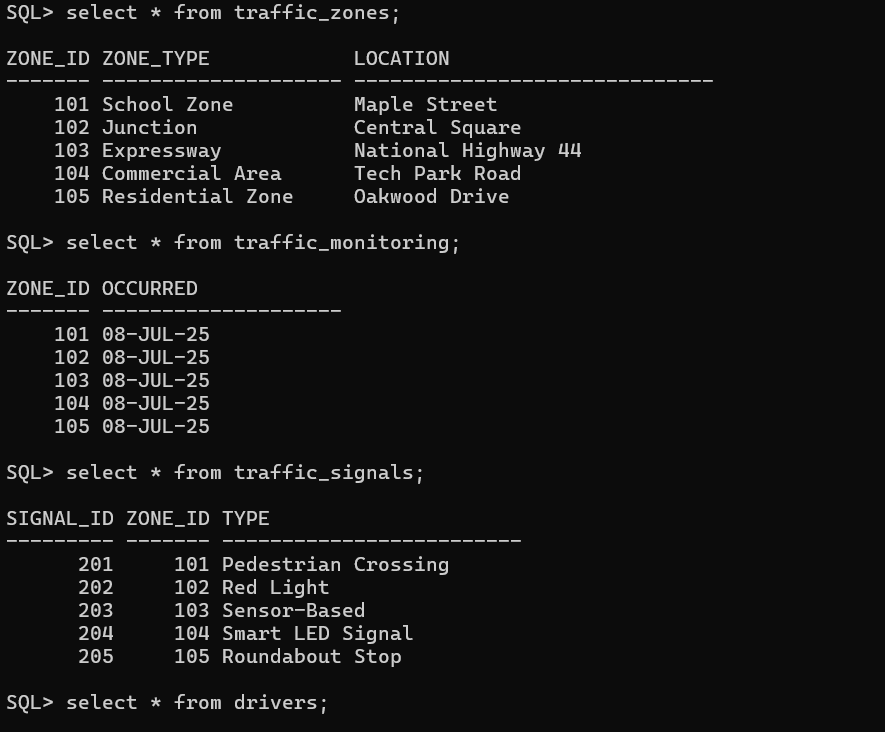 SQL> select * from traffic_zones;
ZONE_ID ZONE_TYPE            LOCATION
------- -------------------- ------------------------------
    101 School Zone          Maple Street
    102 Junction             Central Square
    103 Expressway           National Highway 44
    104 Commercial Area      Tech Park Road
    105 Residential Zone     Oakwood Drive
SQL> select * from traffic_monitoring;
ZONE_ID OCCURRED
------- --------------------
    101 08-JUL-25
    102 08-JUL-25
    103 08-JUL-25
    104 08-JUL-25
    105 08-JUL-25
SQL> select * from traffic_signals;
SIGNAL_ID ZONE_ID TYPE
--------- ------- -------------------------
      201     101 Pedestrian Crossing
      202     102 Red Light
      203     103 Sensor-Based
      204     104 Smart LED Signal
      205     105 Roundabout Stop
SQL> select * from drivers;